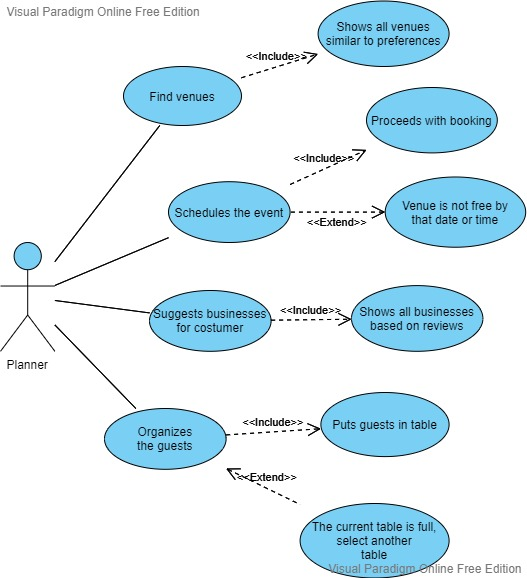 Visual Paradigm Online Free Edition
Shows all venues
similar to preferences
<<Include>>
Find venues
Proceeds with booking
<<Include>>
Schedules the event
Venue is not free by
that date or time
<<Extend>>
Suggests businesses
for costumer
<<Include>>
Shows all businesses
based on reviews
Planner
Organizes
the guests
<<Include>>
Puts guests in table
<<Extend>>
The current table is full,
select another
table
Visual Paradigm Online Free Edition